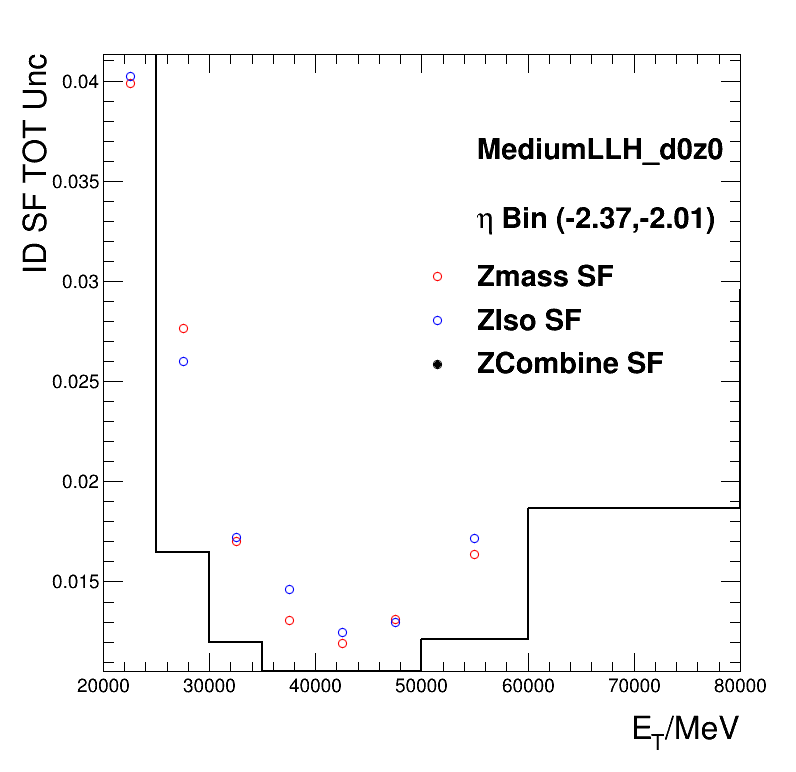 ID SF TOT Unc
0.04
0.035
0.03
0.025
0.02
0.015
MediumLLH_d0z0
η Bin (-2.37,-2.01)
Zmass SF
ZIso SF
ZCombine SF
20000 30000 40000 50000 60000 70000 80000
E_T/MeV